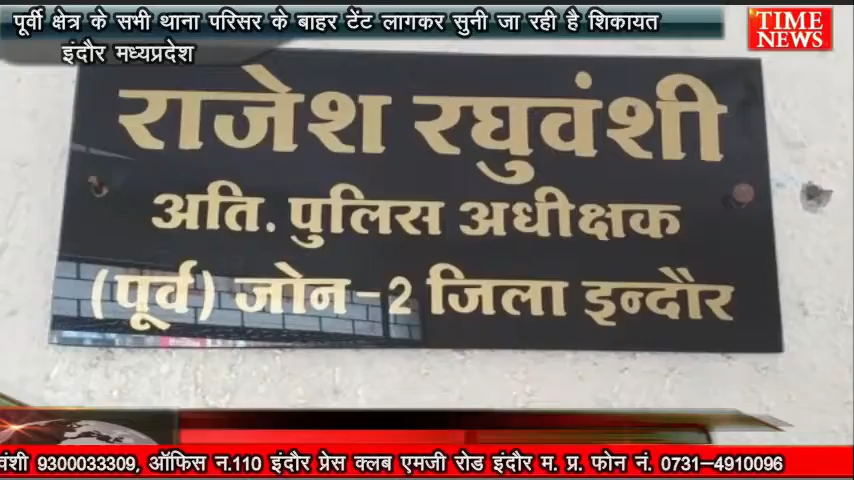 पूर्वी क्षेत्र के सभी थाना परिसर के बाहर टेंट लागकर सुनी जा रही है शिकायत
इंदौर मध्यप्रदेश
TIME
NEWS
राजेश रघुवंशी
अति. पुलिस अधीक्षक
(पूर्व) जोन-2 जिला इन्दौर
वंशी 9300033309, ऑफिस न.110 इंदौर प्रेस क्लब एमजी रोड इंदौर म. प्र. फोन नं. 0731-4910096